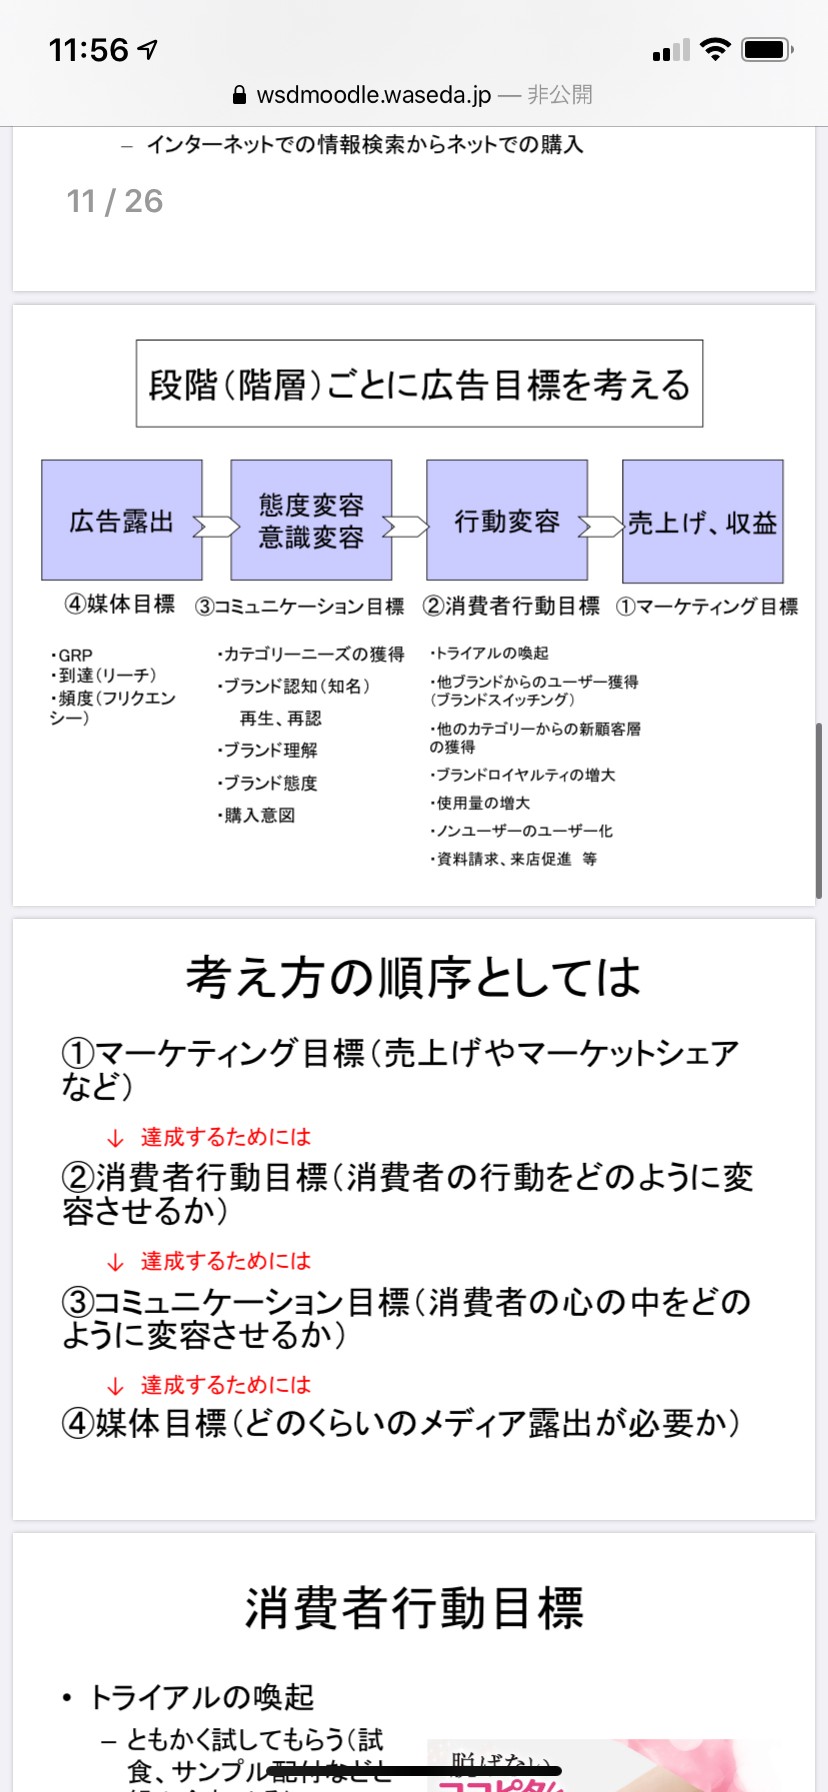 11:56
wsdmoodle.waseda.jp — 非公開
– インターネットでの情報検索からネットでの購入
11 / 26
段階（階層）ごとに広告目標を考える
広告露出
態度変容
意識変容
行動変容
売上げ、収益
④媒体目標
③コミュニケーション目標
②消費者行動目標
①マーケティング目標
・GRP
・到達（リーチ）
・頻度（フリクエン
シー）
・カテゴリーニーズの獲得
・ブランド認知（知名）
再生、再認
・ブランド理解
・ブランド態度
・購入意図
・トライアルの喚起
・他ブランドからのユーザー獲得
（ブランドスイッチング）
・他のカテゴリーからの新顧客層
の獲得
・ブランドロイヤルティの増大
・使用量の増大
・ノンユーザーのユーザー化
・資料請求、来店促進 等
考え方の順序としては
①マーケティング目標（売上げやマーケットシェア
など）
↓ 達成するためには
②消費者行動目標（消費者の行動をどのように変
容させるか）
↓ 達成するためには
③コミュニケーション目標（消費者の心の中をどの
ように変容させるか）
↓ 達成するためには
④媒体目標（どのくらいのメディア露出が必要か）
消費者行動目標
• トライアルの喚起
– ともかく試してもらう（試
食、サンプル配付などと
脱げない
ココピタッ